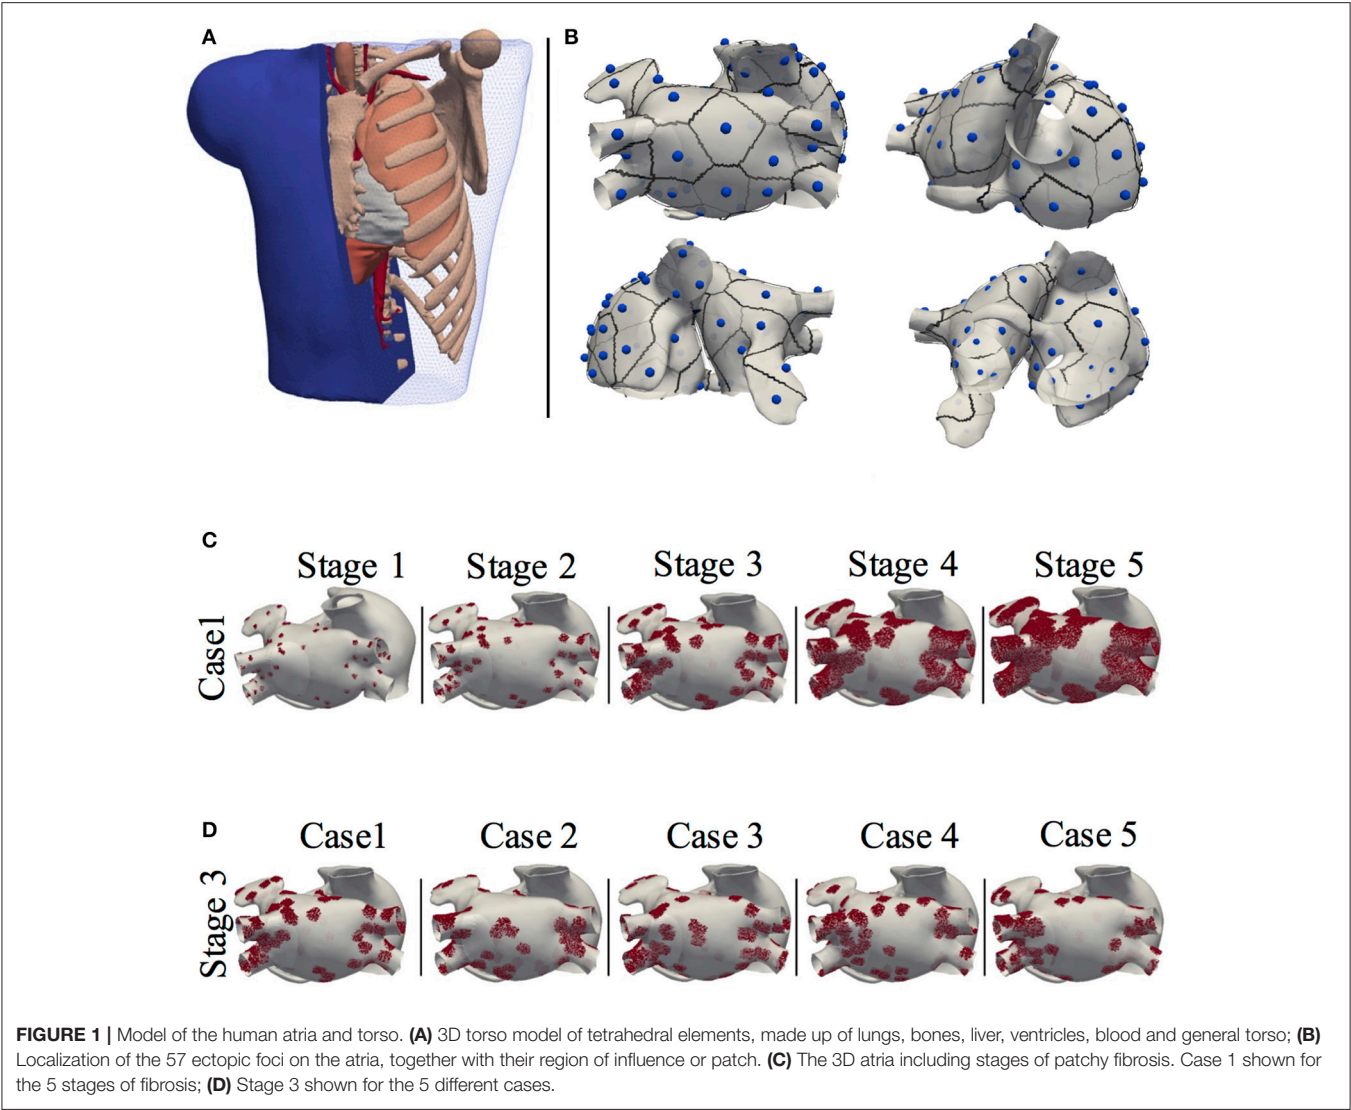 A
B
C
Stage 1
Stage 2
Stage 3
Stage 4
Stage 5
Case1
D
Case1
Case 2
Case 3
Case 4
Case 5
Stage 3
FIGURE 1 | Model of the human atria and torso. (A) 3D torso model of tetrahedral elements, made up of lungs, bones, liver, ventricles, blood and general torso; (B)
Localization of the 57 ectopic foci on the atria, together with their region of influence or patch. (C) The 3D atria including stages of patchy fibrosis. Case 1 shown for
the 5 stages of fibrosis; (D) Stage 3 shown for the 5 different cases.